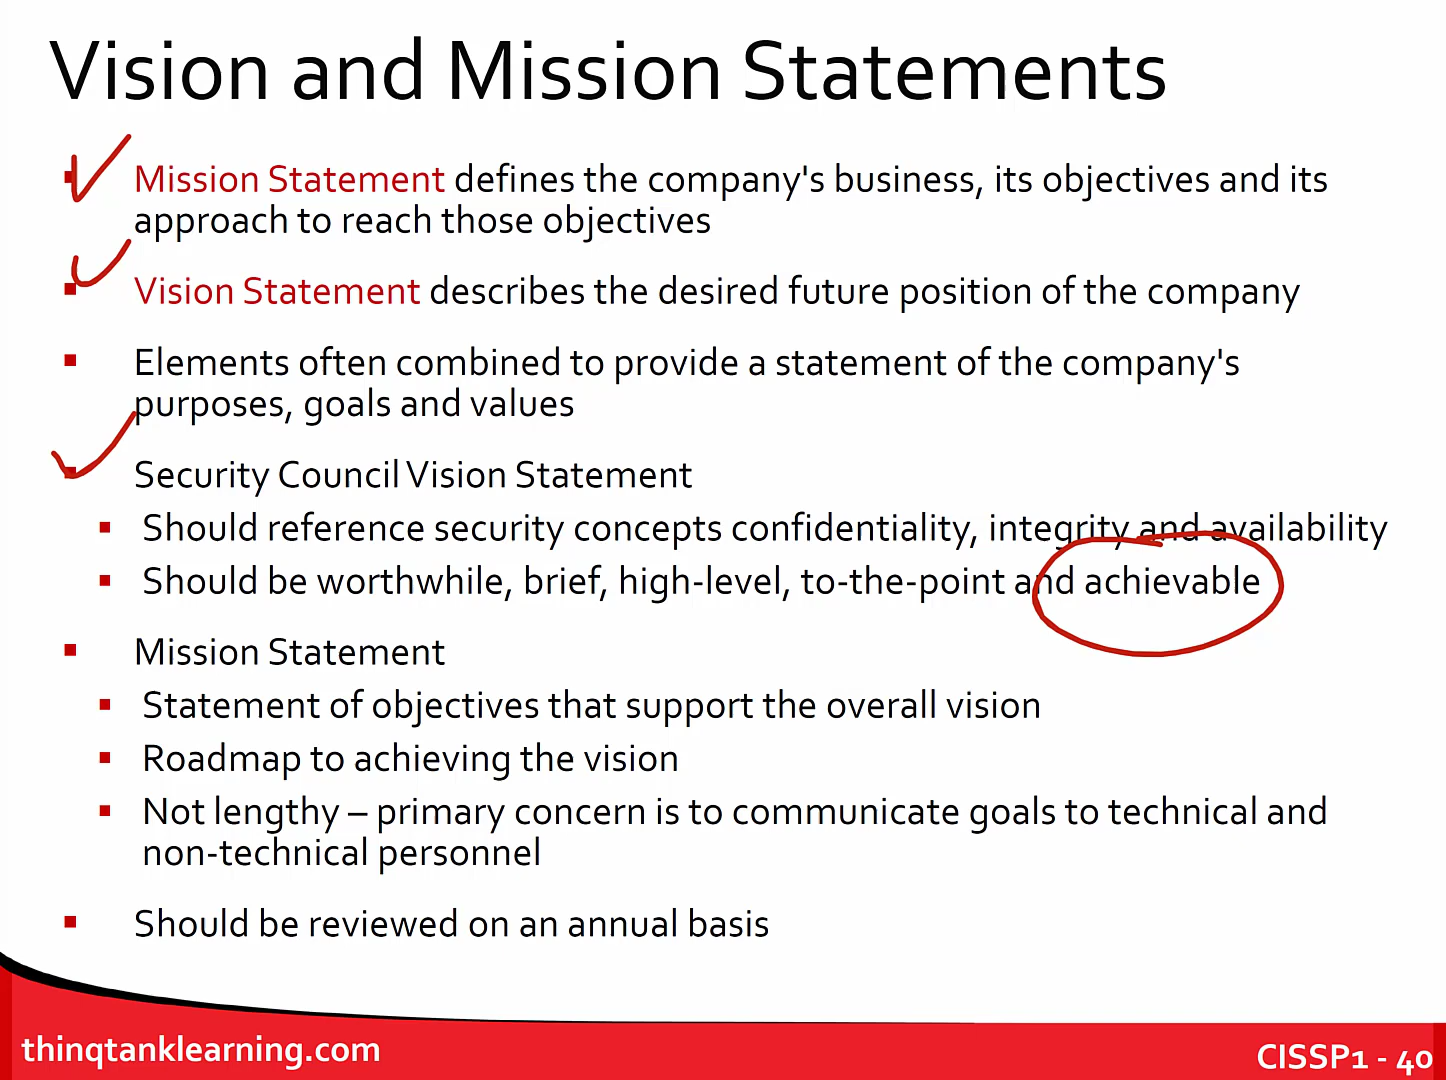 Vision and Mission Statements
Mission Statement defines the company's business, its objectives and its
approach to reach those objectives
Vision Statement describes the desired future position of the company
Elements often combined to provide a statement of the company's
purposes, goals and values
Security Council Vision Statement
Should reference security concepts confidentiality, integrity and availability
Should be worthwhile, brief, high-level, to-the-point and achievable
Mission Statement
Statement of objectives that support the overall vision
Roadmap to achieving the vision
Not lengthy – primary concern is to communicate goals to technical and
non-technical personnel
Should be reviewed on an annual basis
thinqtanklearning.com
CISSP1 - 40